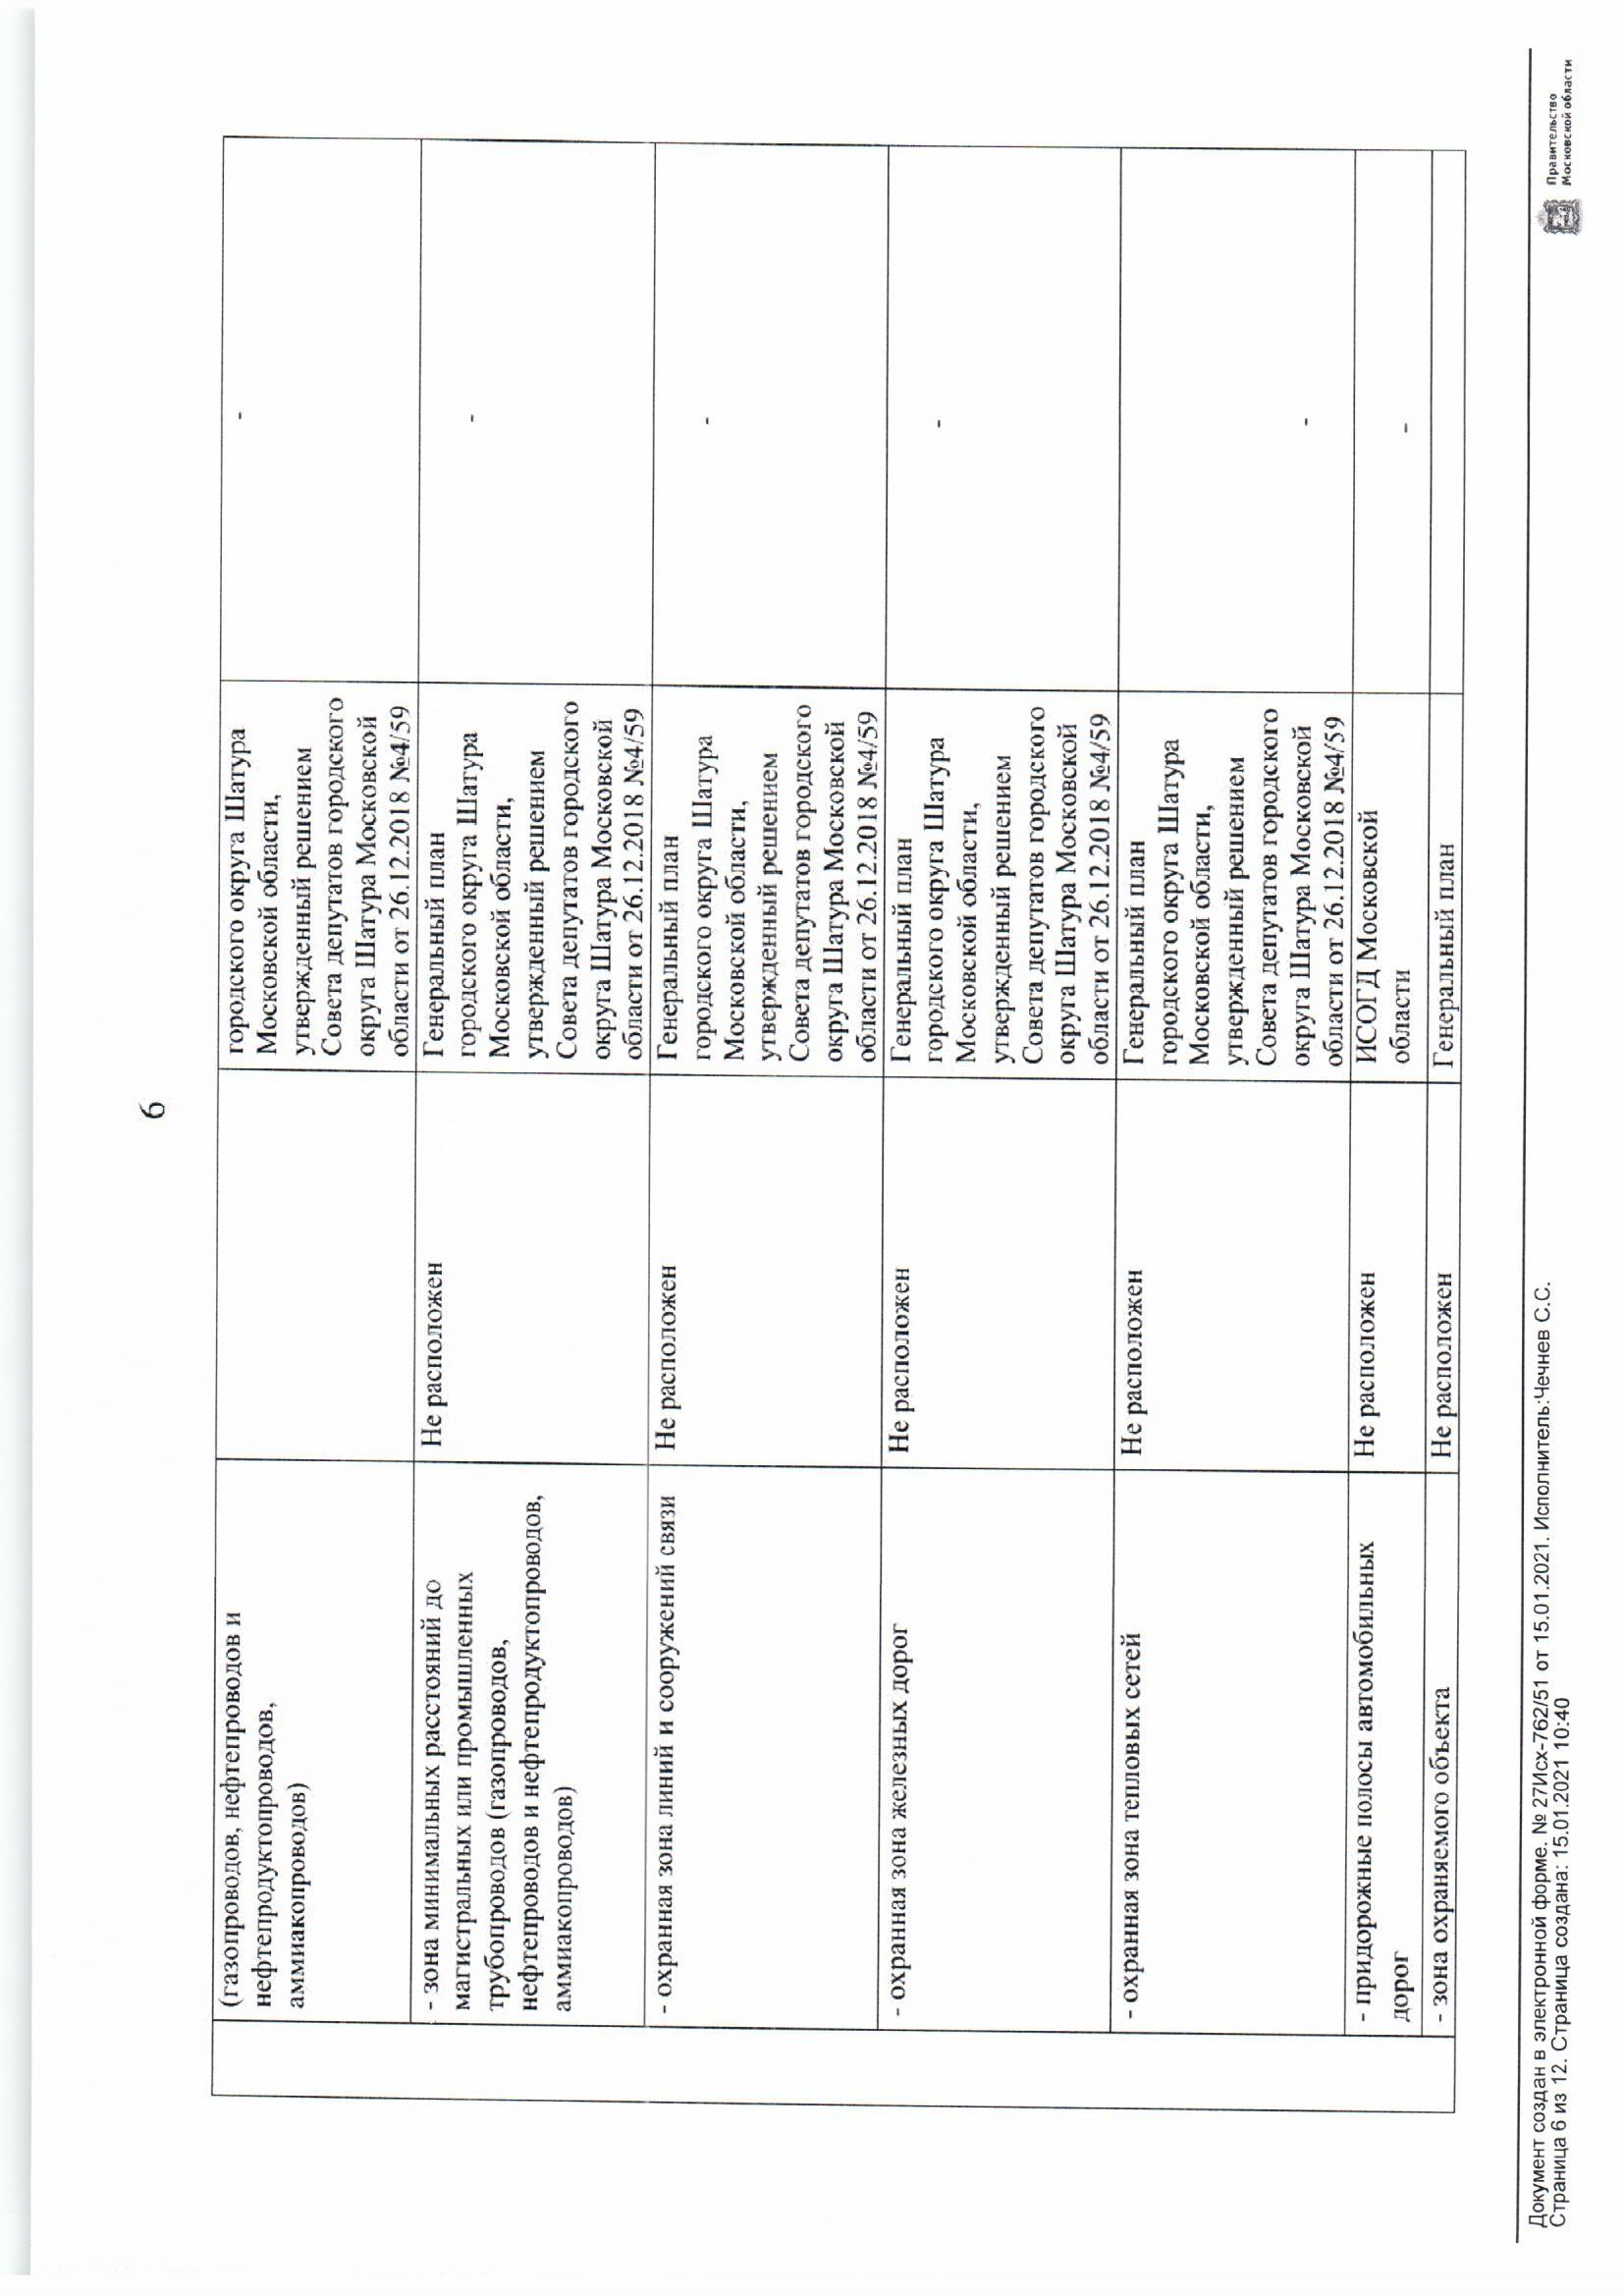 6
(газопроводов, нефтепроводов и
нефтепродуктопроводов,
аммиакопроводов)
городского округа Шатура
Московской области,
утвержденный решением
Совета депутатов городского
округа Шатура Московской
области от 26.12.2018 №4/59
-
- зона минимальных расстояний до
магистральных или промышленных
трубопроводов (газопроводов,
нефтепроводов и нефтепродуктопроводов,
аммиакопроводов)
Не расположен
Генеральный план
городского округа Шатура
Московской области,
утвержденный решением
Совета депутатов городского
округа Шатура Московской
области от 26.12.2018 №4/59
-
- охранная зона линий и сооружений связи
Не расположен
Генеральный план
городского округа Шатура
Московской области,
утвержденный решением
Совета депутатов городского
округа Шатура Московской
области от 26.12.2018 №4/59
-
- охранная зона железных дорог
Не расположен
Генеральный план
городского округа Шатура
Московской области,
утвержденный решением
Совета депутатов городского
округа Шатура Московской
области от 26.12.2018 №4/59
-
- охранная зона тепловых сетей
Не расположен
Генеральный план
городского округа Шатура
Московской области,
утвержденный решением
Совета депутатов городского
округа Шатура Московской
области от 26.12.2018 №4/59
-
- придорожные полосы автомобильных
дорог
Не расположен
ИСОГД Московской
области
-
- зона охраняемого объекта
Не расположен
Генеральный план
Документ создан в электронной форме. № 27Исх-762/51 от 15.01.2021. Исполнитель:Чечнев С.С.
Страница 6 из 12. Страница создана: 15.01.2021 10:40
Правительство
Московской области